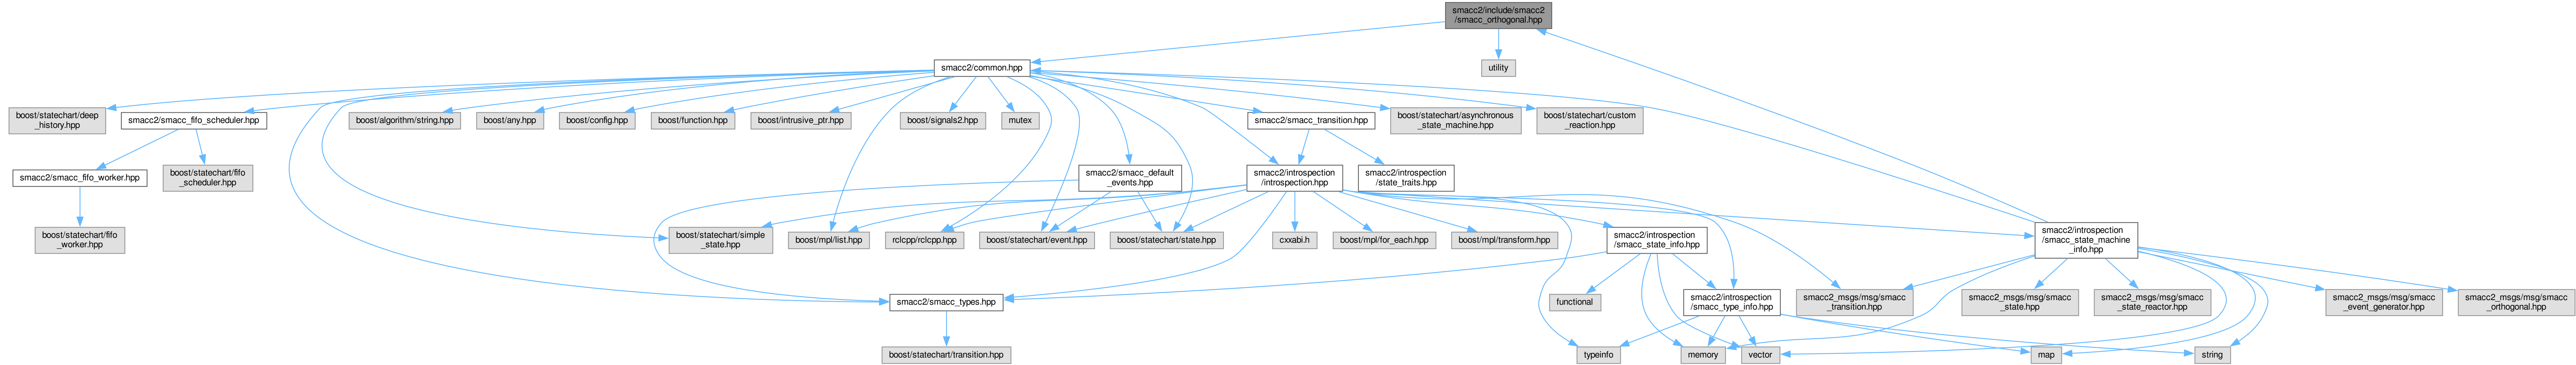 smacc2/include/smacc2
/smacc_orthogonal.hpp
smacc2/common.hpp
utility
boost/statechart/deep
_history.hpp
smacc2/smacc_fifo_scheduler.hpp
boost/algorithm/string.hpp
boost/any.hpp
boost/config.hpp
boost/function.hpp
boost/intrusive_ptr.hpp
boost/signals2.hpp
mutex
smacc2/smacc_transition.hpp
boost/statechart/asynchronous
_state_machine.hpp
boost/statechart/custom
_reaction.hpp
smacc2/smacc_fifo_worker.hpp
boost/statechart/fifo
_scheduler.hpp
smacc2/smacc_default
_events.hpp
smacc2/introspection
/introspection.hpp
smacc2/introspection
/state_traits.hpp
boost/statechart/fifo
_worker.hpp
boost/statechart/simple
_state.hpp
boost/mpl/list.hpp
rclcpp/rclcpp.hpp
boost/statechart/event.hpp
boost/statechart/state.hpp
cxxabi.h
boost/mpl/for_each.hpp
boost/mpl/transform.hpp
smacc2/introspection
/smacc_state_info.hpp
smacc2/introspection
/smacc_state_machine
_info.hpp
smacc2/smacc_types.hpp
functional
smacc2/introspection
/smacc_type_info.hpp
smacc2_msgs/msg/smacc
_transition.hpp
smacc2_msgs/msg/smacc
_state.hpp
smacc2_msgs/msg/smacc
_state_reactor.hpp
smacc2_msgs/msg/smacc
_event_generator.hpp
smacc2_msgs/msg/smacc
_orthogonal.hpp
boost/statechart/transition.hpp
typeinfo
memory
vector
map
string